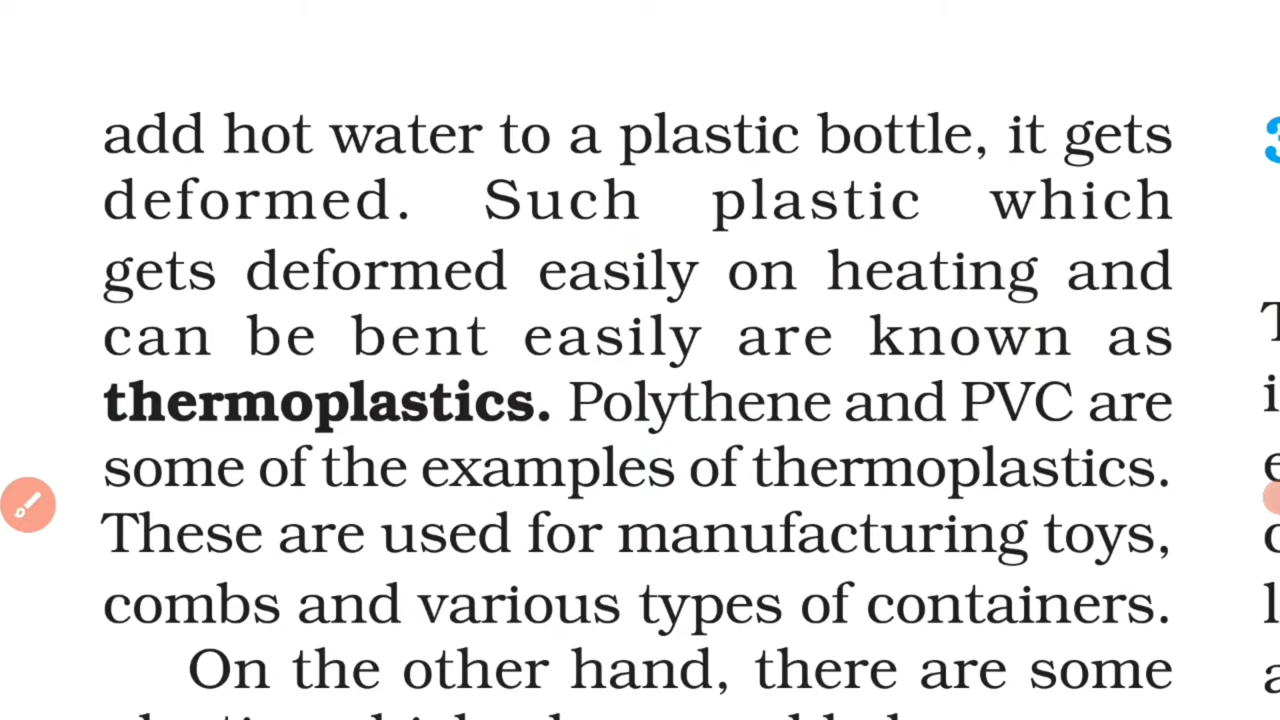 add hot water to a plastic bottle, it gets
deformed. Such plastic which
gets deformed easily on heating and
can be bent easily are known as
thermoplastics. Polythene and PVC are
some of the examples of thermoplastics.
These are used for manufacturing toys,
combs and various types of containers.
On the other hand, there are some